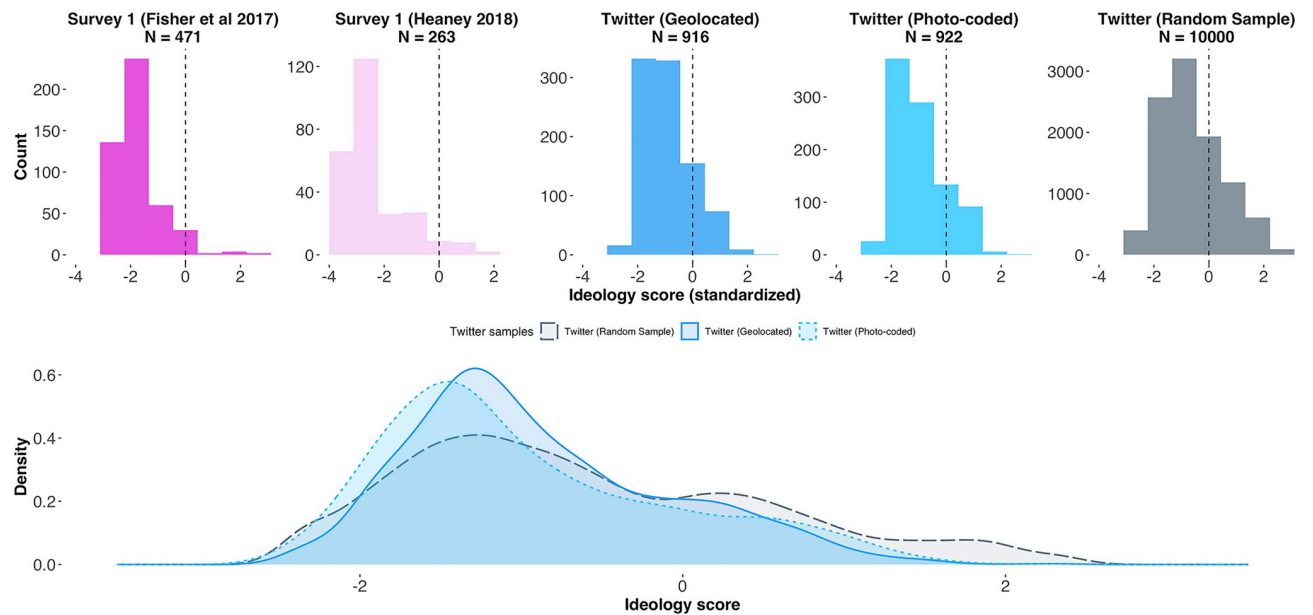 Survey 1 (Fisher et al 2017)
N = 471
Survey 1 (Heaney 2018)
N = 263
Twitter (Geolocated)
N = 916
Twitter (Photo-coded)
N = 922
Twitter (Random Sample)
N = 10000
Count
200
150
100
50
0
-4 -2 0 2
120
80
40
0
-4 -2 0 2
300
200
100
0
-4 -2 0 2
300
200
100
0
-4 -2 0 2
3000
2000
1000
0
-4 -2 0 2
Ideology score (standardized)
Twitter samples Twitter (Random Sample) Twitter (Geolocated) Twitter (Photo-coded)
Density
0.6
0.4
0.2
0.0
-2 0 2
Ideology score